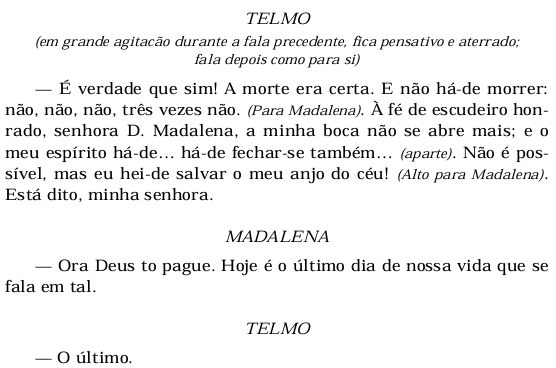 TELMO
(em grande agitacão durante a fala precedente, fica pensativo e aterrado;
fala depois como para si)
— É verdade que sim! A morte era certa. E não há-de morrer:
não, não, não, três vezes não. (Para Madalena). À fé de escudeiro hon-
rado, senhora D. Madalena, a minha boca não se abre mais; e o
meu espírito há-de... há-de fechar-se também... (aparte). Não é pos-
sível, mas eu hei-de salvar o meu anjo do céu! (Alto para Madalena).
Está dito, minha senhora.
MADALENA
— Ora Deus to pague. Hoje é o último dia de nossa vida que se
fala em tal.
TELMO
— O último.